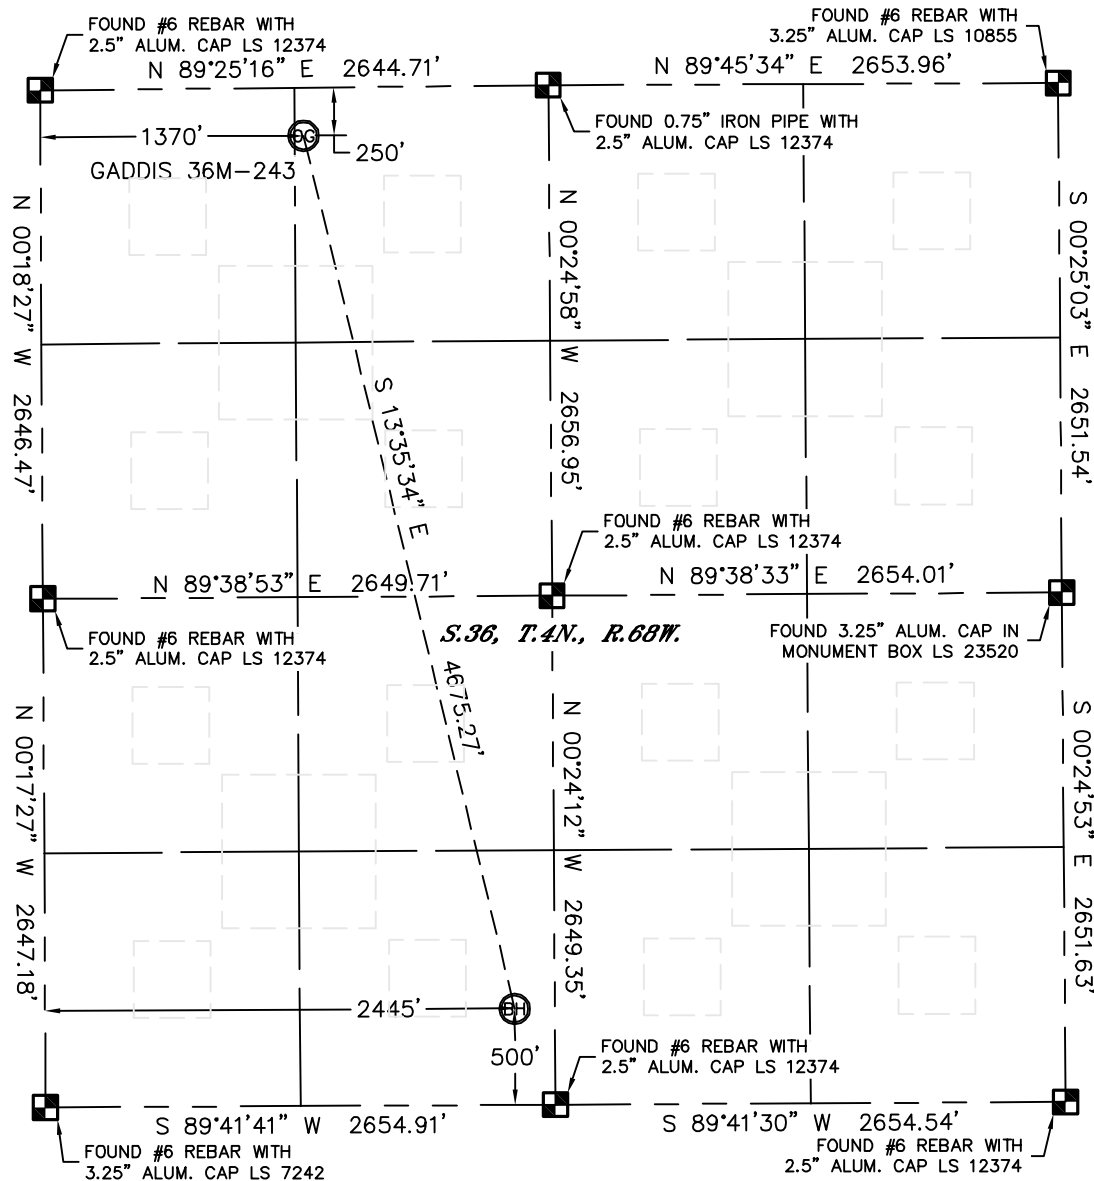 FOUND #6 REBAR WITH
2.5" ALUM. CAP LS 12374
FOUND #6 REBAR WITH
3.25" ALUM. CAP LS 10855
N 89°25'16" E 2644.71'
N 89°45'34" E 2653.96'
FOUND 0.75" IRON PIPE WITH
2.5" ALUM. CAP LS 12374
1370'
OG
250'
GADDIS 36M-243
N 00°18'27" W 2646.47'
N 00°24'58" W 2656.95'
S 00°25'03" E 2651.54'
S 13°35'34" E 4675.27'
FOUND #6 REBAR WITH
2.5" ALUM. CAP LS 12374
N 89°38'53" E 2649.71'
N 89°38'33" E 2654.01'
S.36, T.4N., R.68W.
FOUND #6 REBAR WITH
2.5" ALUM. CAP LS 12374
FOUND 3.25" ALUM. CAP IN
MONUMENT BOX LS 23520
N 00°17'27" W 2647.18'
N 00°24'12" W 2649.35'
S 00°24'53" E 2651.63'
2445'
BH
500'
FOUND #6 REBAR WITH
2.5" ALUM. CAP LS 12374
S 89°41'41" W 2654.91'
S 89°41'30" W 2654.54'
FOUND #6 REBAR WITH
3.25" ALUM. CAP LS 7242
FOUND #6 REBAR WITH
2.5" ALUM. CAP LS 12374